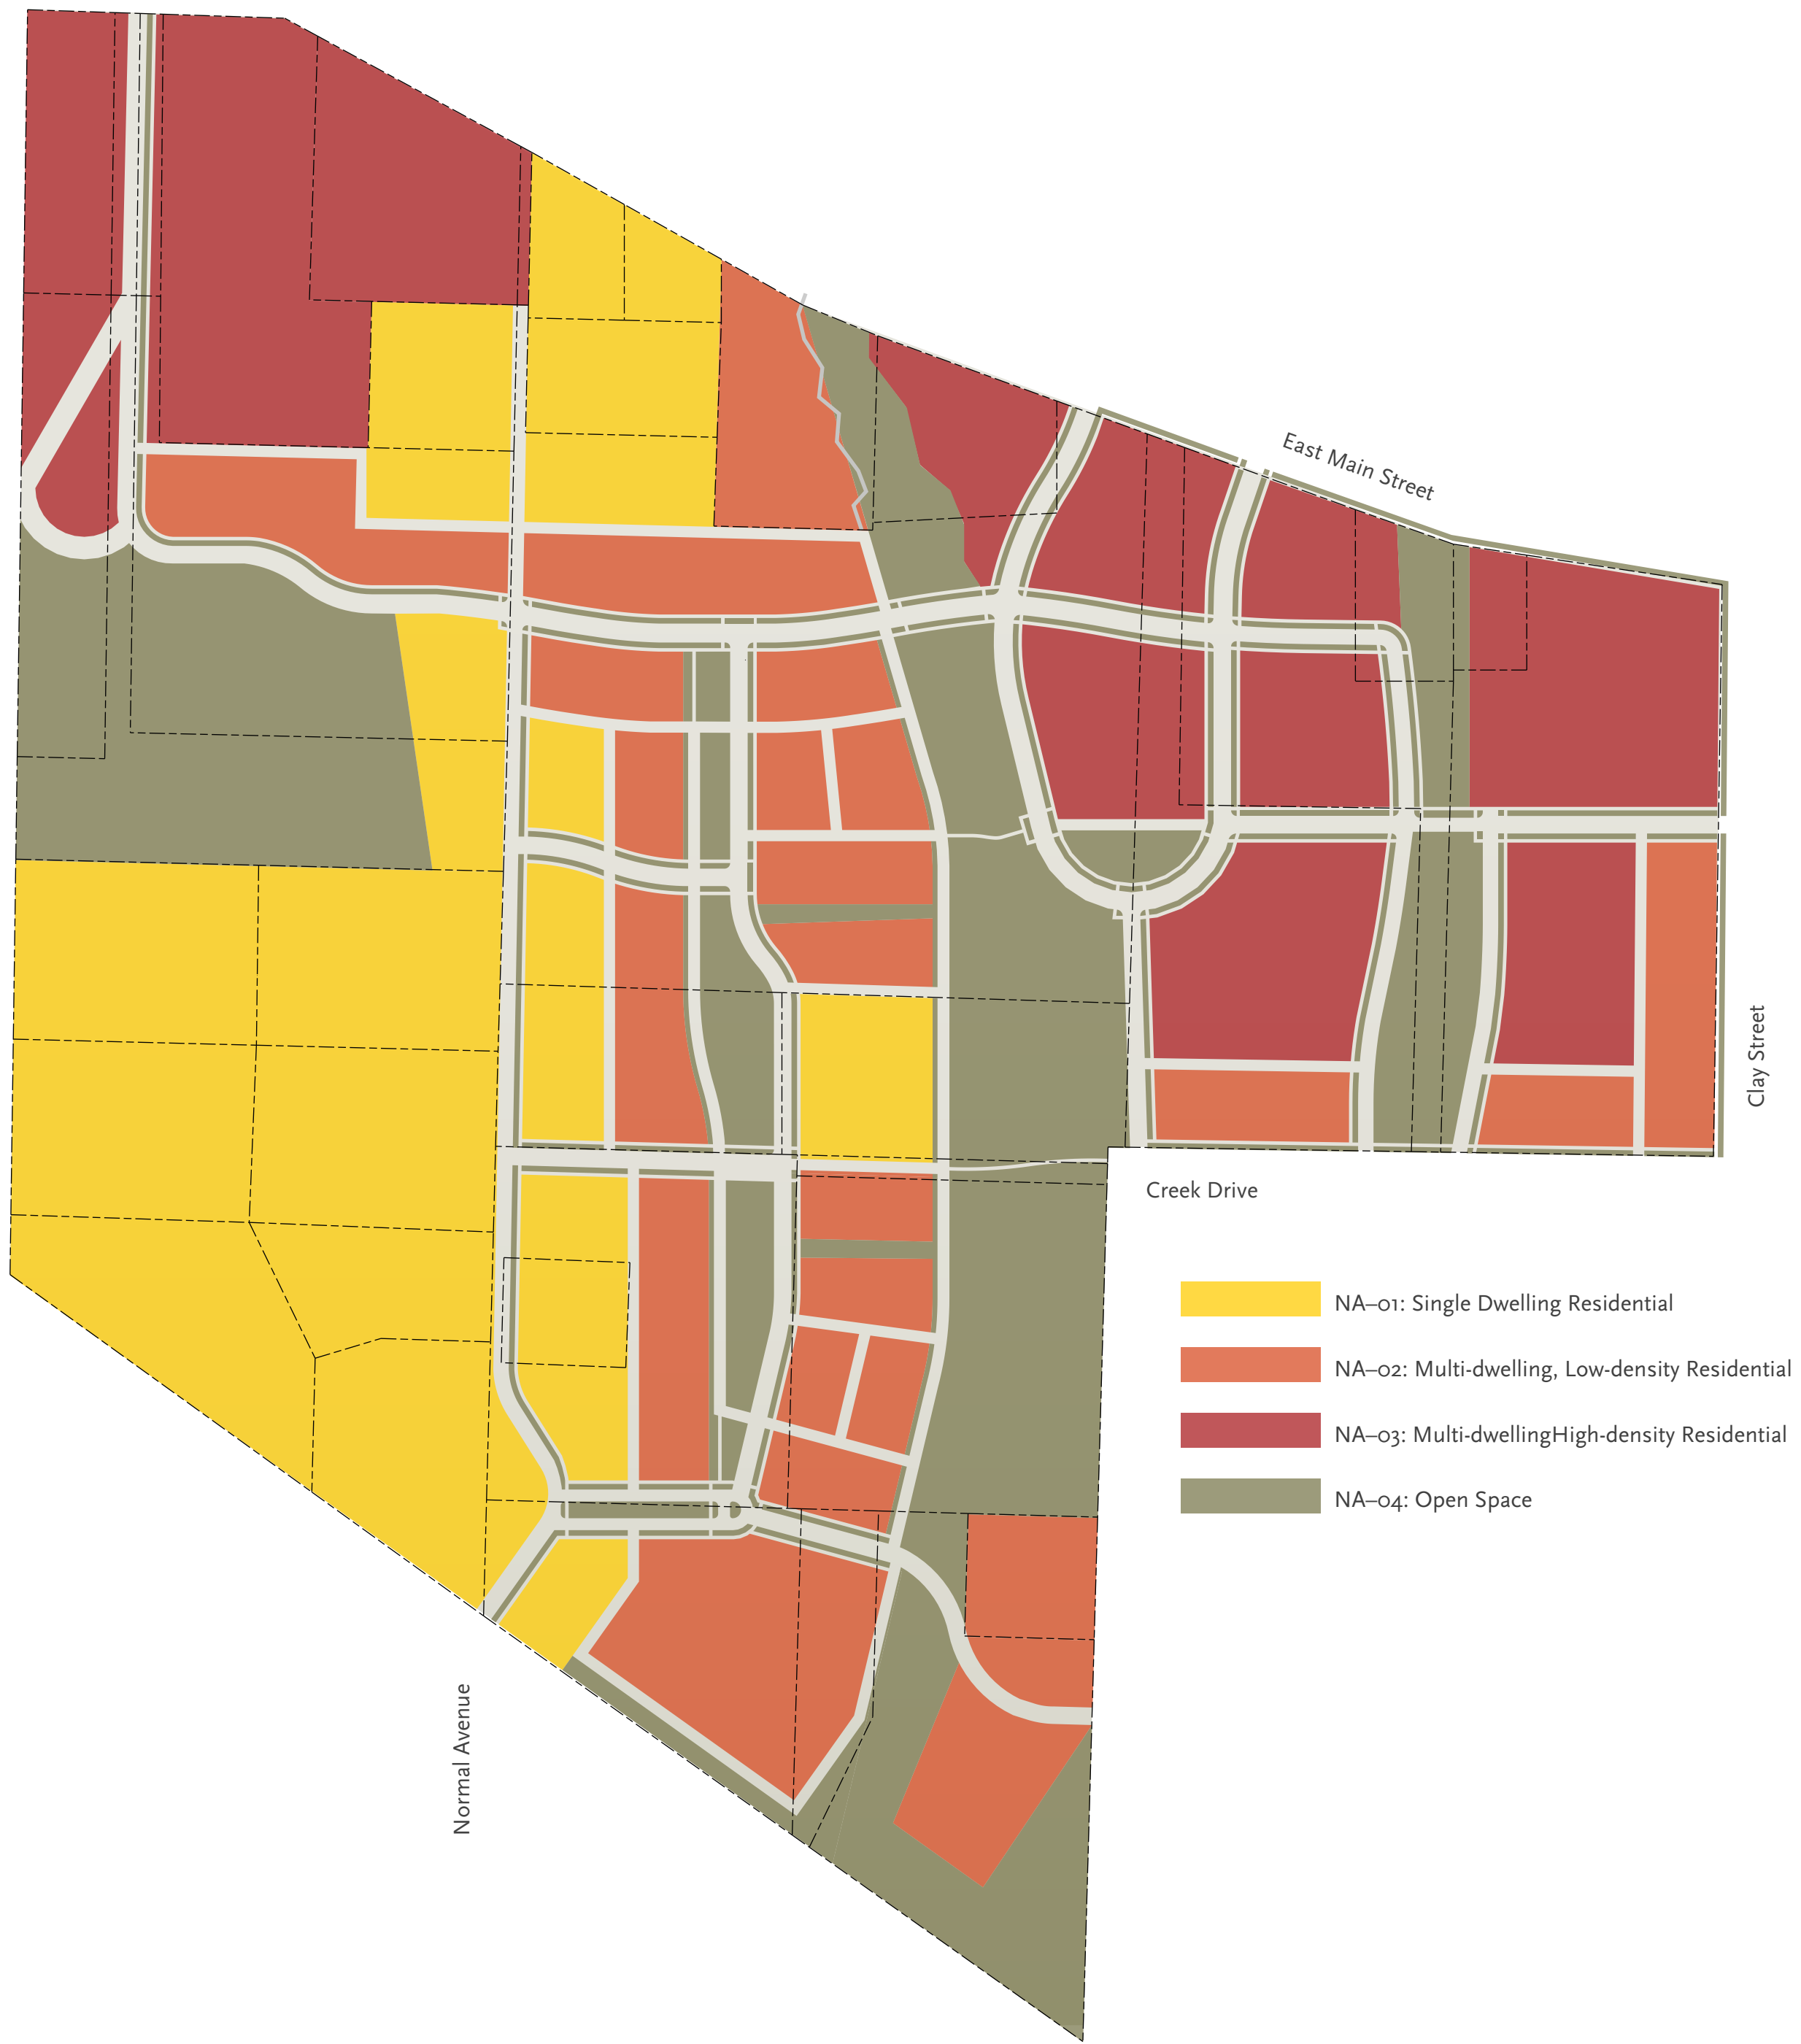 East Main Street
Clay Street
Creek Drive
NA–01: Single Dwelling Residential
NA–02: Multi-dwelling, Low-density Residential
NA–03: Multi-dwellingHigh-density Residential
NA–04: Open Space
Normal Avenue